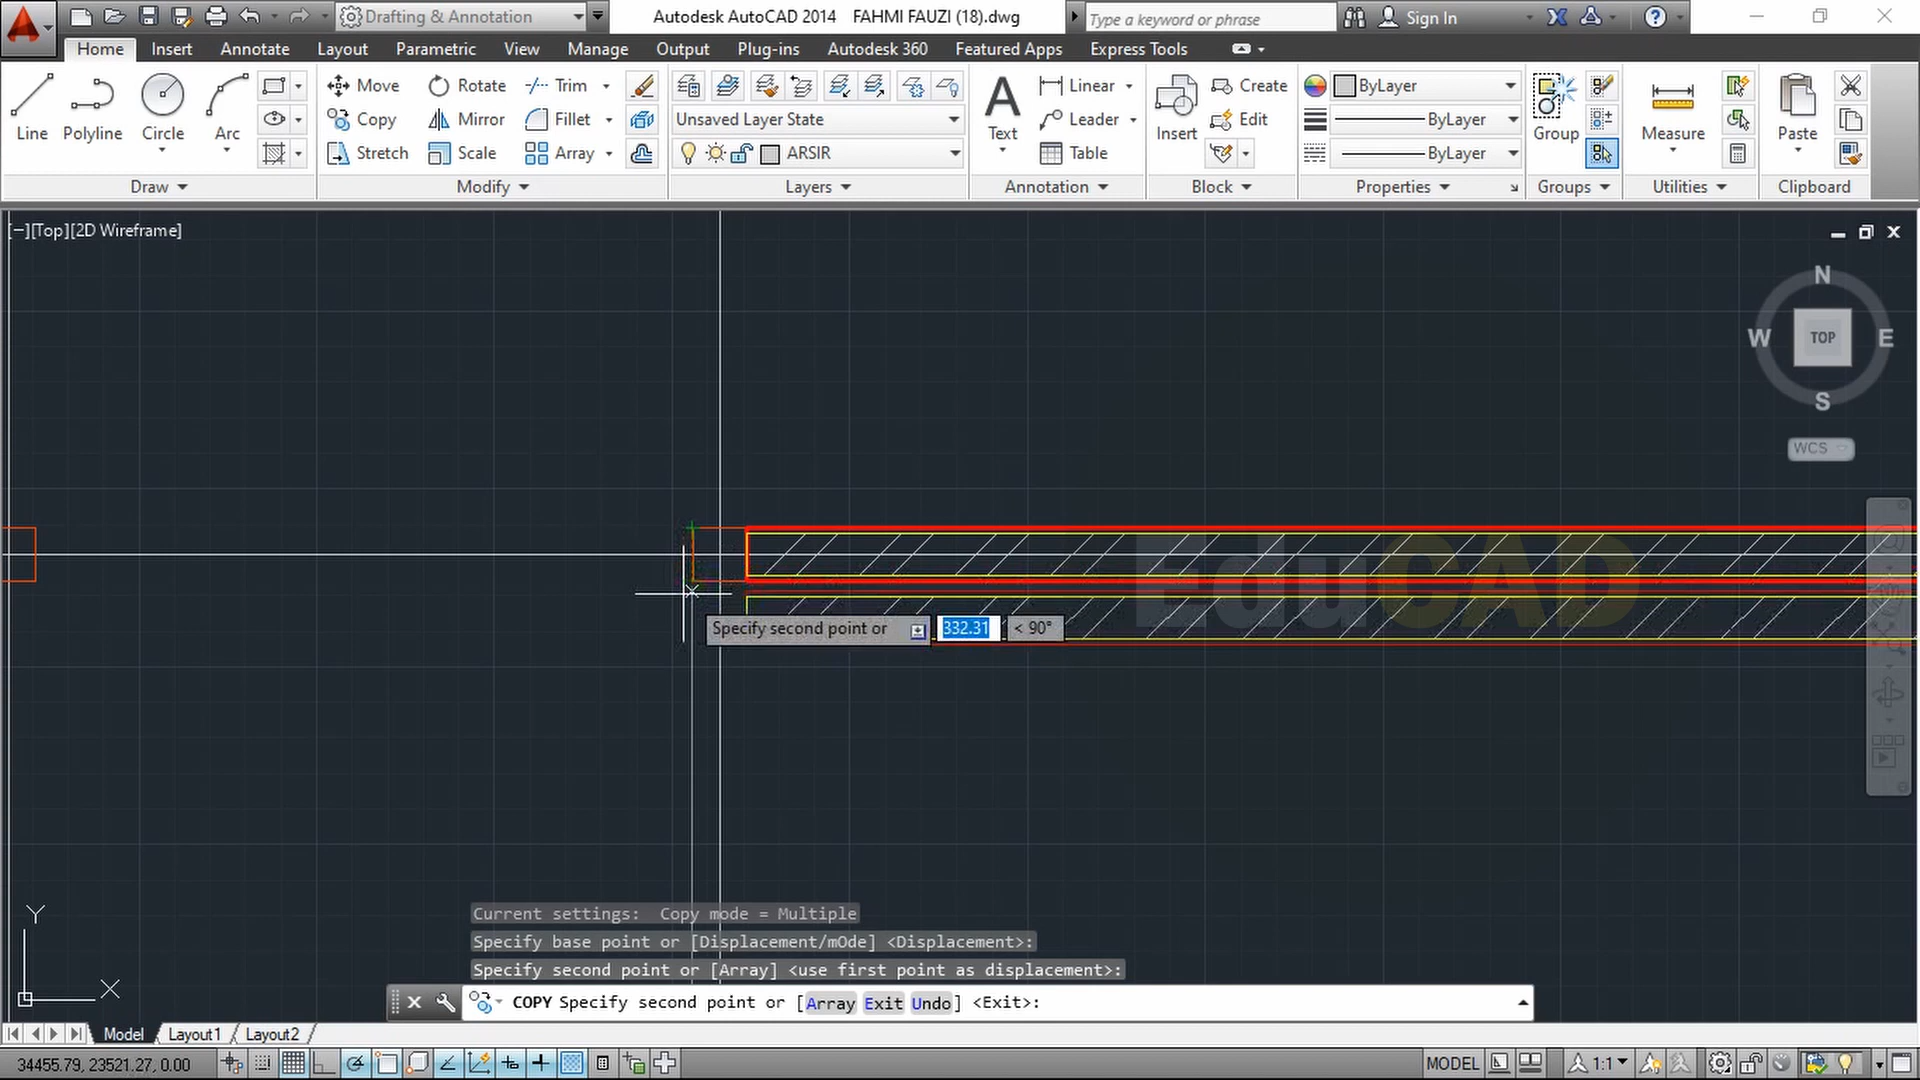 Drafting & Annotation
Autodesk AutoCAD 2014 FAHMI FAUZI (18).dwg
Type a keyword or phrase
Sign In
Home Insert Annotate Layout Parametric View Manage Output Plug-ins Autodesk 360 Featured Apps Express Tools
Line Polyline Circle Arc
Move Rotate Trim
Copy Mirror Fillet
Stretch Scale Array
Unsaved Layer State
ARSIR
Text
Linear
Leader
Table
Insert
Create
Edit
ByLayer
ByLayer
ByLayer
Group
Measure
Paste
Draw Modify Layers Annotation Block Properties Groups Utilities Clipboard
[−][Top][2D Wireframe]
N
W TOP E
S
WCS
EduCAD
Specify second point or 332.31 < 90°
Y
X
Current settings: Copy mode = Multiple
Specify base point or [Displacement/mOde] <Displacement>:
Specify second point or [Array] <use first point as displacement>:
COPY Specify second point or [Array Exit Undo] <Exit>:
Model Layout1 Layout2
34455.79, 23521.27, 0.00
MODEL
1:1